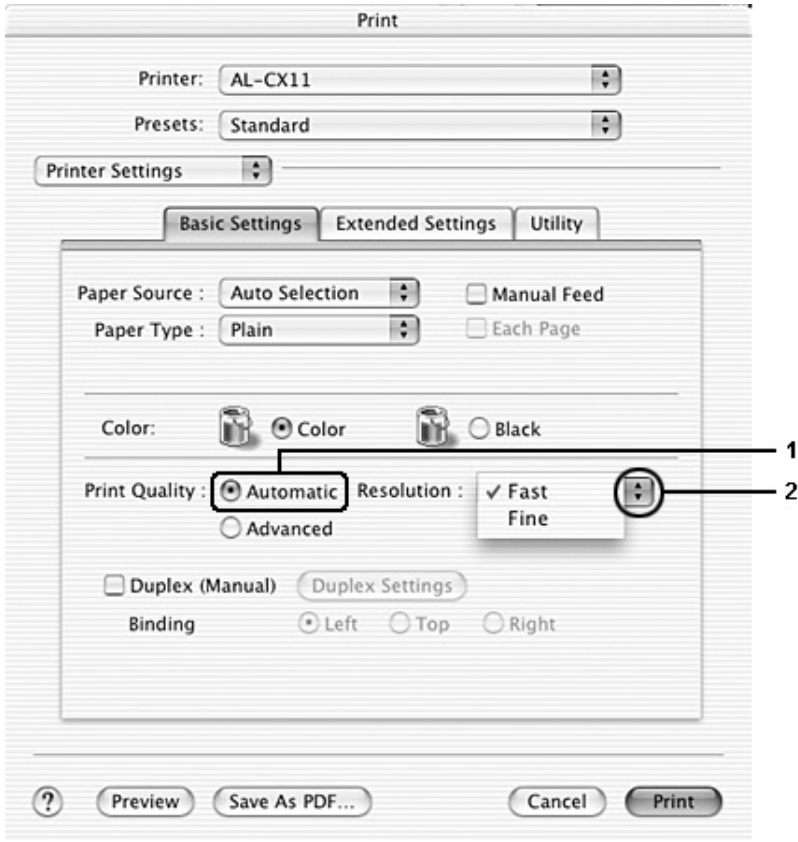 Print
Printer: AL-CX11
Presets: Standard
Printer Settings
Basic Settings Extended Settings Utility
Paper Source : Auto Selection Manual Feed
Paper Type : Plain Each Page
Color: Color Black
1
Print Quality : Automatic Resolution : ✓ Fast 2
Advanced Fine
Duplex (Manual) Duplex Settings
Binding Left Top Right
? Preview Save As PDF... Cancel Print